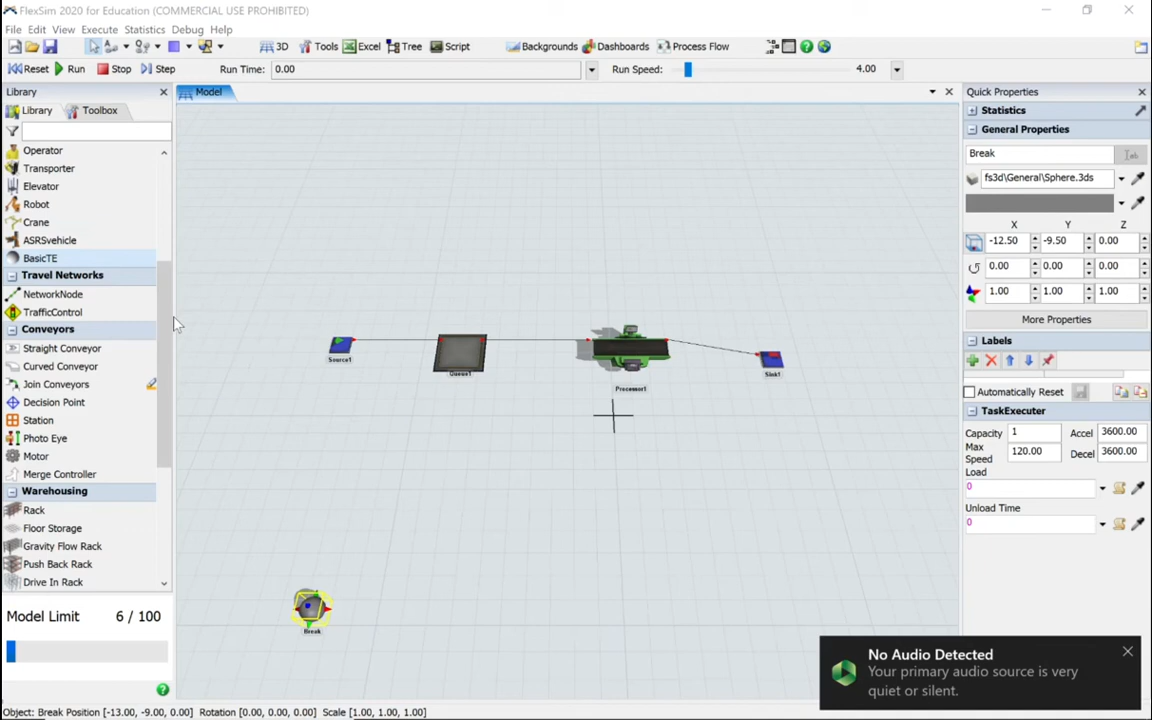 FlexSim 2020 for Education (COMMERCIAL USE PROHIBITED)
File Edit View Execute Statistics Debug Help
3D Tools Excel Tree Script Backgrounds Dashboards Process Flow
Reset Run Stop Step Run Time: 0.00 Run Speed: 4.00
Library
Library Toolbox
Operator
Transporter
Elevator
Robot
Crane
ASRSvehicle
BasicTE
Travel Networks
NetworkNode
TrafficControl
Conveyors
Straight Conveyor
Curved Conveyor
Join Conveyors
Decision Point
Station
Photo Eye
Motor
Merge Controller
Warehousing
Rack
Floor Storage
Gravity Flow Rack
Push Back Rack
Drive In Rack
Model Limit 6 / 100
Model
Source1
Queue1
Processor1
Sink1
Break
Quick Properties
Statistics
General Properties
Break
fs3d\General\Sphere.3ds
X Y Z
-12.50 -9.50 0.00
0.00 0.00 0.00
1.00 1.00 1.00
More Properties
Labels
Automatically Reset
TaskExecuter
Capacity 1 Accel 3600.00
Max Speed 120.00 Decel 3600.00
Load
0
Unload Time
0
No Audio Detected
Your primary audio source is very
quiet or silent.
Object: Break Position [-13.00, -9.00, 0.00] Rotation [0.00, 0.00, 0.00] Scale [1.00, 1.00, 1.00]